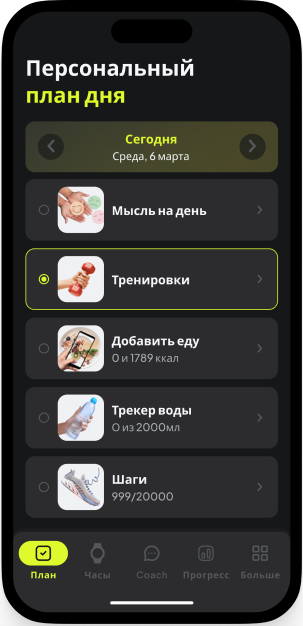 Персональный
план дня
Сегодня
Среда, 6 марта
Мысль на день
Тренировки
Добавить еду
0 и 1789 ккал
Трекер воды
0 из 2000мл
Шаги
999/20000
План
Часы
Coach
Прогресс
Больше